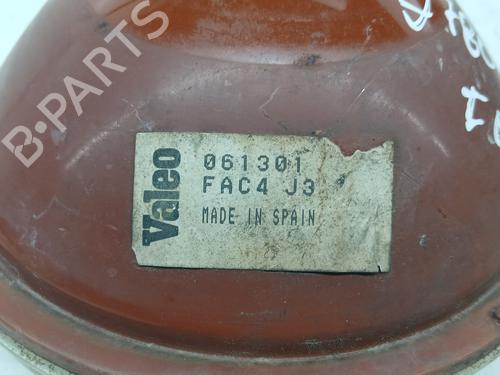 B-PARTS
Valeo
061301
FAC4 J3
MADE IN SPAIN